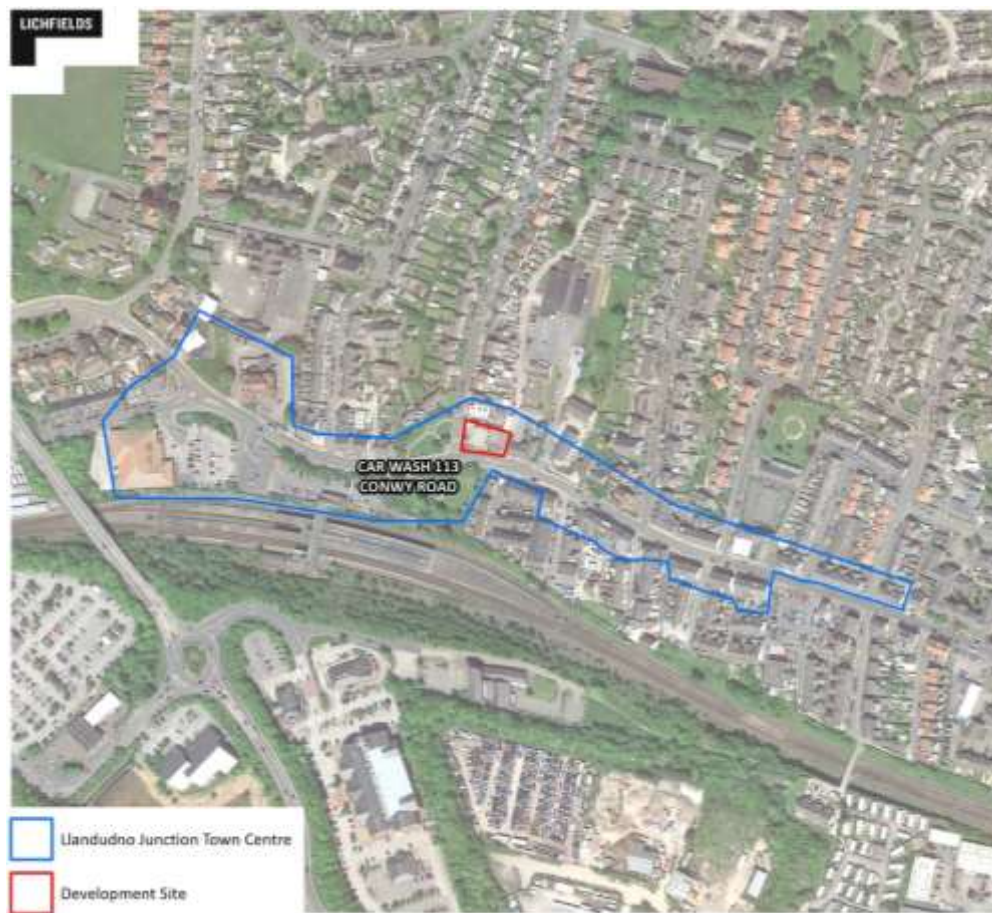 LICHFIELDS
CAR WASH 113
CONWY ROAD
Llandudno Junction Town Centre
Development Site